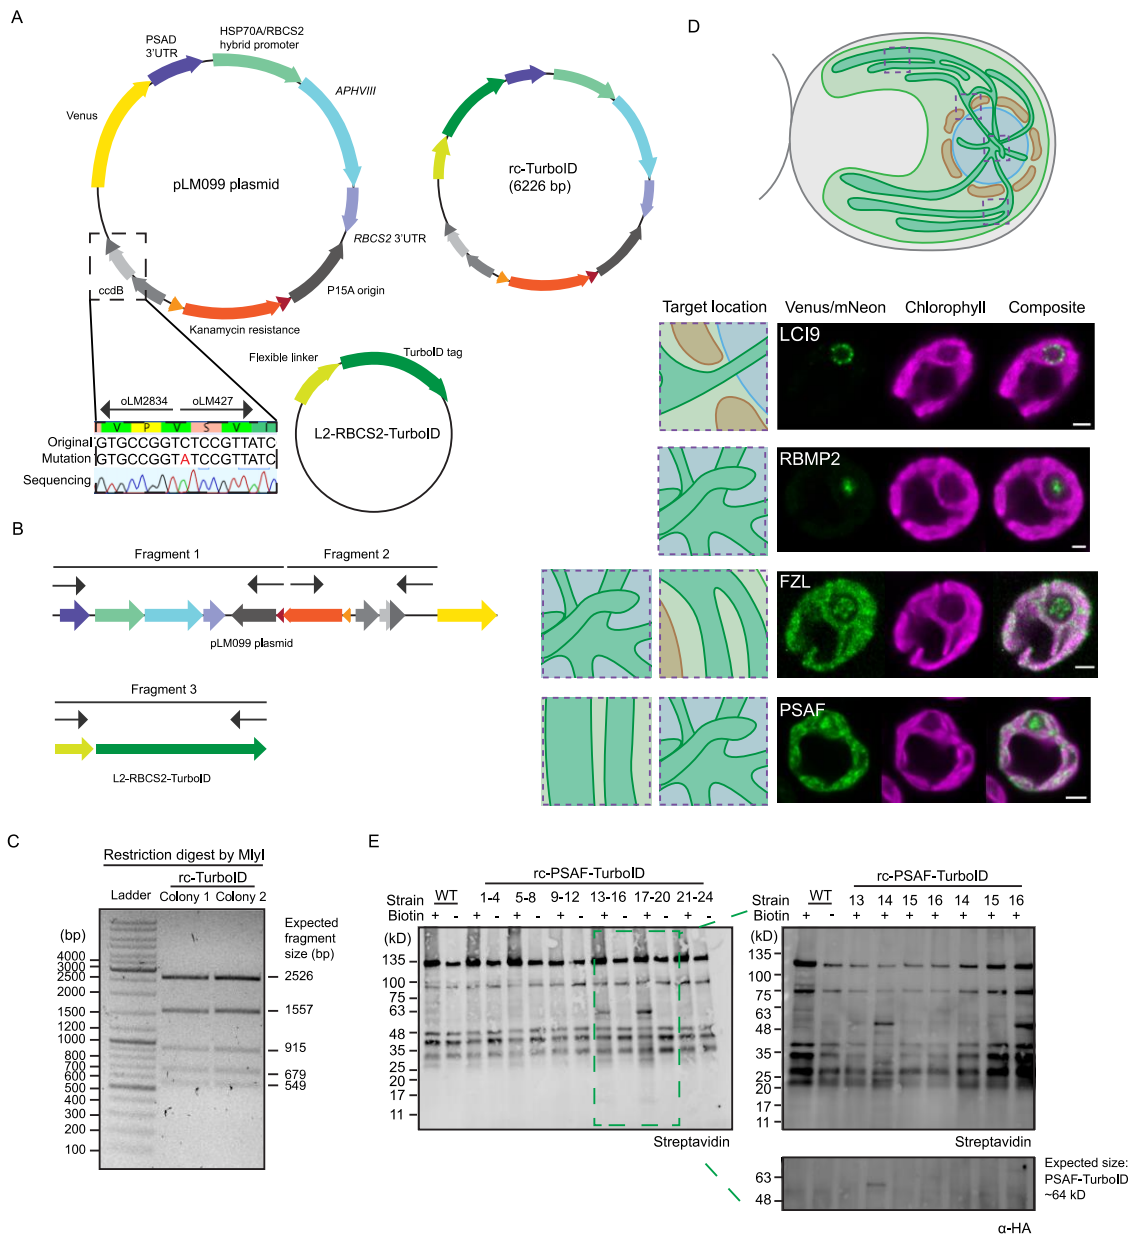 A
PSAD
3'UTR
HSP70A/RBCS2
hybrid promoter
APHVIII
Venus
pLM099 plasmid
RBCS2 3'UTR
P15A origin
ccdB
Kanamycin resistance
rc-TurboID
(6226 bp)
Flexible linker
TurboID tag
L2-RBCS2-TurboID
oLM2834
oLM427
V P V S V
Original GTGCCGGTCTCCGTTATC
Mutation GTGCCGGTATCCGTTATC
Sequencing
B
Fragment 1
Fragment 2
pLM099 plasmid
Fragment 3
L2-RBCS2-TurboID
C
Restriction digest by MlyI
rc-TurboID
Ladder
Colony 1 Colony 2
(bp)
Expected
fragment
size (bp)
4000
3000
2500
2000
1500
1200
1000
800
700
600
500
400
300
200
100
2526
1557
915
679
549
D
Target location
Venus/mNeon
Chlorophyll
Composite
LCI9
RBMP2
FZL
PSAF
E
rc-PSAF-TurboID
WT
Strain 1-4 5-8 9-12 13-16 17-20 21-24
Biotin + - + - + - + - + - + - + -
(kD)
135
100
75
63
48
35
25
20
17
11
Streptavidin
rc-PSAF-TurboID
WT
Strain 13 14 15 16 14 15 16
Biotin + - + + + + + + +
(kD)
135
100
75
63
48
35
25
20
17
11
Streptavidin
63
48
Expected size:
PSAF-TurboID
~64 kD
α-HA